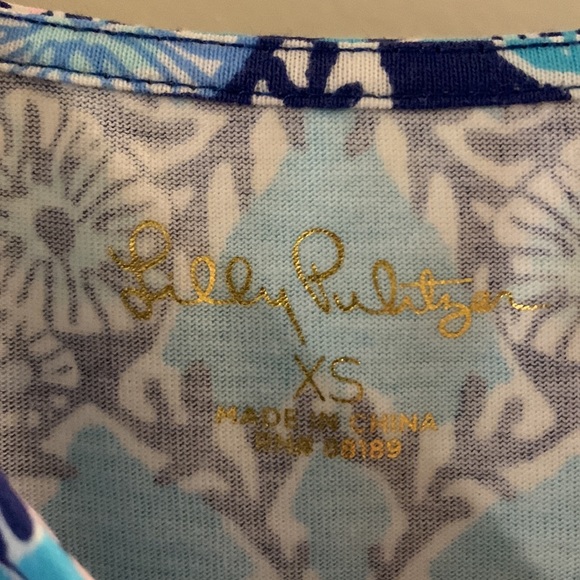 Lilly Pulitzer
XS
MADE IN CHINA
RN# 58189